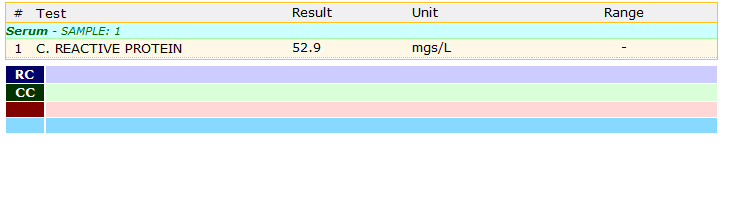 # Test Result Unit Range
Serum - SAMPLE: 1
1 C. REACTIVE PROTEIN 52.9 mgs/L -
RC
CC